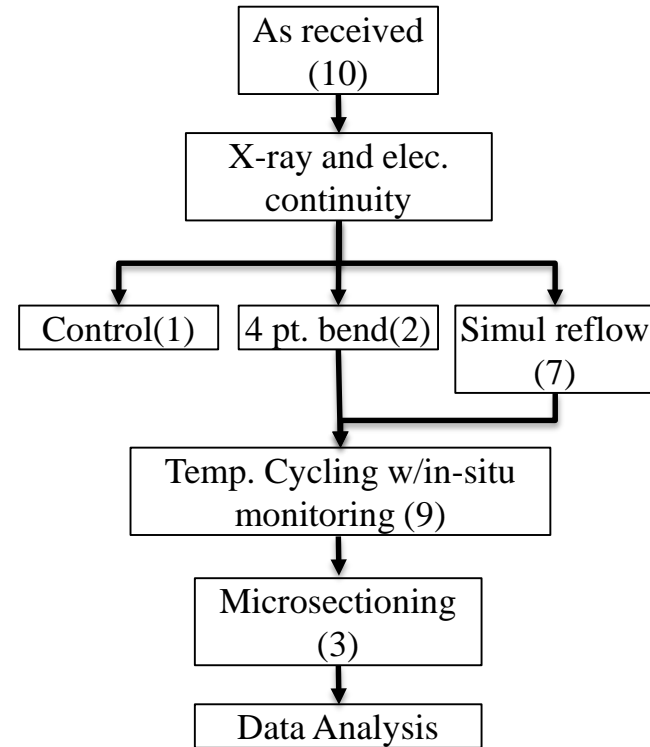 As received
(10)
X-ray and elec.
continuity
Control(1)
4 pt. bend(2)
Simul reflow
(7)
Temp. Cycling w/in-situ
monitoring (9)
Microsectioning
(3)
Data Analysis